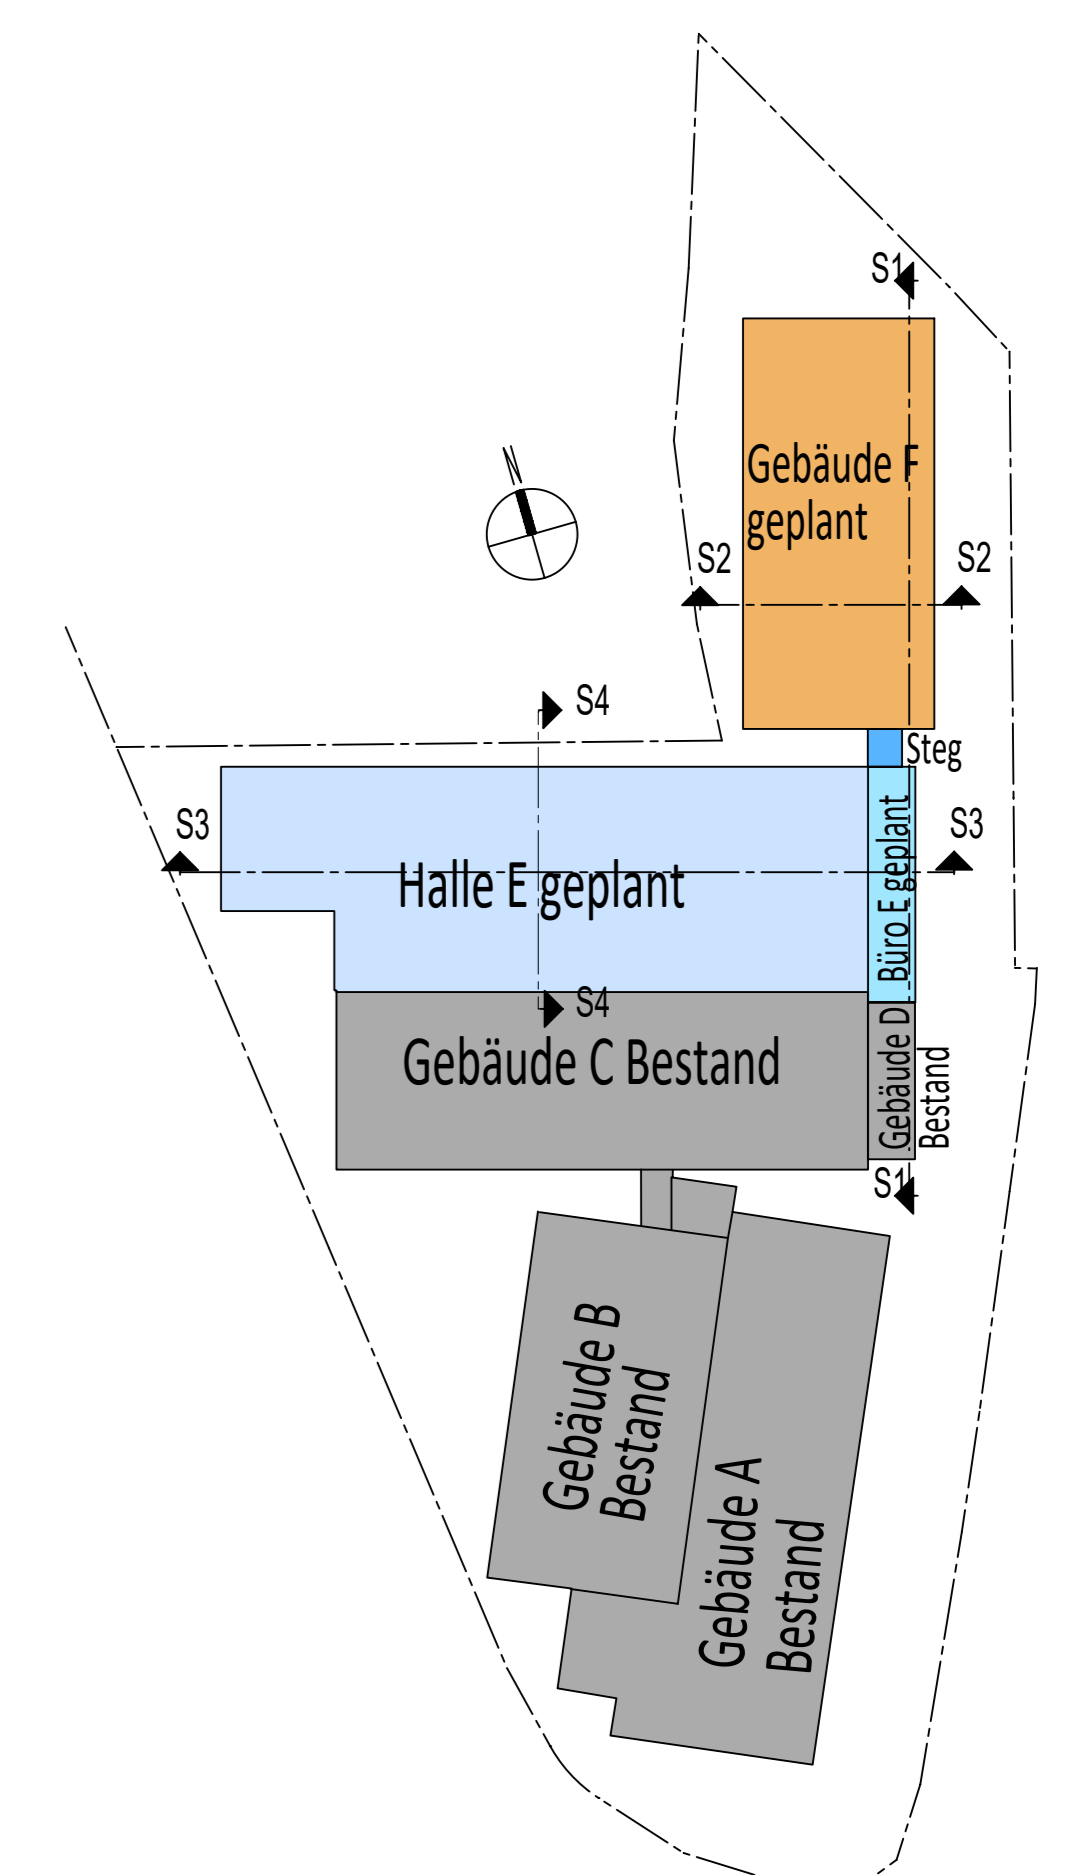 S1
Gebäude F
geplant
N
S2
S2
S4
Steg
S3
S3
Halle E geplant
Büro E geplant
S4
Gebäude C Bestand
Gebäude D
Bestand
S1
Gebäude B
Bestand
Gebäude A
Bestand